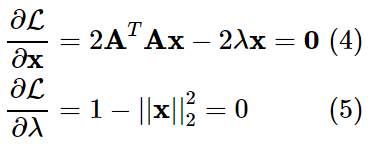 ∂ℒ/∂𝐱 = 2𝐀ᵀ𝐀𝐱 − 2λ𝐱 = 𝟎 (4)
∂ℒ/∂λ = 1 − ||𝐱||₂² = 0 (5)